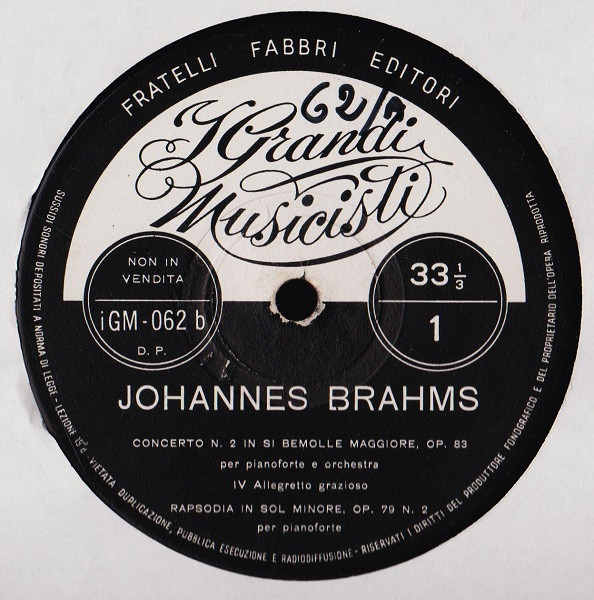 FRATELLI FABBRI EDITORI
62/
I Grandi
Musicisti
NON IN
VENDITA
iGM-062 b
D. P.
33 1/3
1
JOHANNES BRAHMS
CONCERTO N. 2 IN SI BEMOLLE MAGGIORE, OP. 83
per pianoforte e orchestra
IV Allegretto grazioso
RAPSODIA IN SOL MINORE, OP. 79 N. 2
per pianoforte
SUSSIDI SONORI DEPOSITATI A NORMA DI LEGGE - LEZIONE 19ª d - VIETATA DUPLICAZIONE, PUBBLICA ESECUZIONE E RADIODIFFUSIONE - RISERVATI I DIRITTI DEL PRODUTTORE FONOGRAFICO E DEL PROPRIETARIO DELL'OPERA RIPRODOTTA